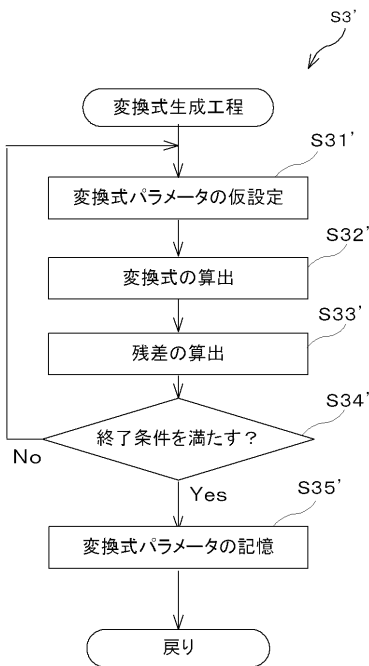 S3'
変換式生成工程
S31'
変換式パラメータの仮設定
S32'
変換式の算出
S33'
残差の算出
S34'
終了条件を満たす？
No
Yes
S35'
変換式パラメータの記憶
戻り